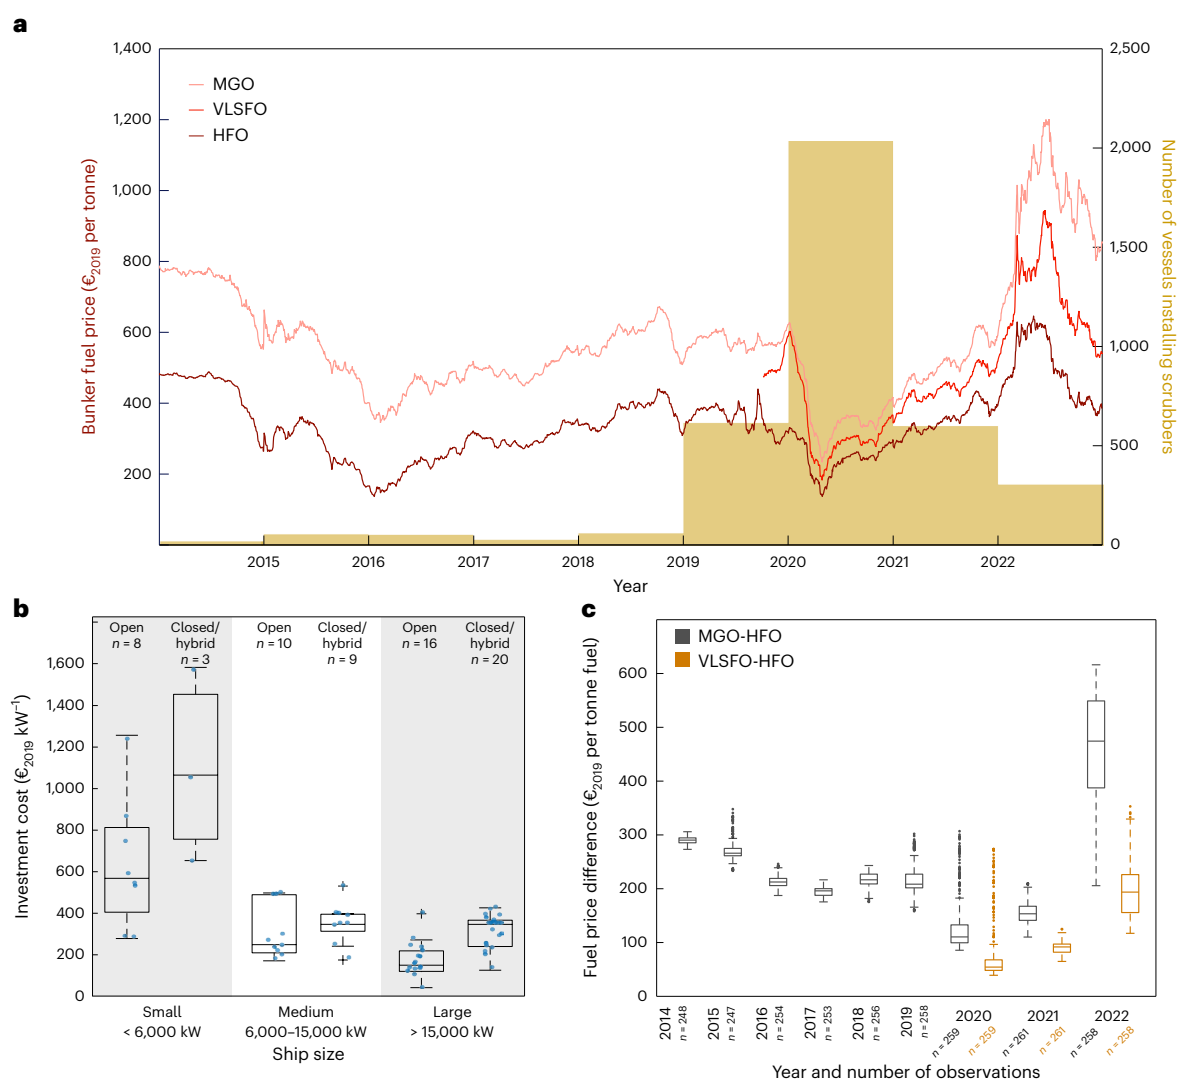 a
1,400
1,200
1,000
800
600
400
200
Bunker fuel price (€2019 per tonne)
MGO
VLSFO
HFO
2,500
2,000
1,500
1,000
500
0
Number of vessels installing scrubbers
2015 2016 2017 2018 2019 2020 2021 2022
Year
b
Open
n = 8
Closed/
hybrid
n = 3
Open
n = 10
Closed/
hybrid
n = 9
Open
n = 16
Closed/
hybrid
n = 20
1,600
1,400
1,200
1,000
800
600
400
200
0
Investment cost (€2019 kW−1)
Small
< 6,000 kW
Medium
6,000–15,000 kW
Large
> 15,000 kW
Ship size
c
MGO-HFO
VLSFO-HFO
600
500
400
300
200
100
0
Fuel price difference (€2019 per tonne fuel)
2014
n = 248
2015
n = 247
2016
n = 254
2017
n = 253
2018
n = 256
2019
n = 258
2020
n = 259
n = 259
2021
n = 261
n = 261
2022
n = 258
n = 258
Year and number of observations